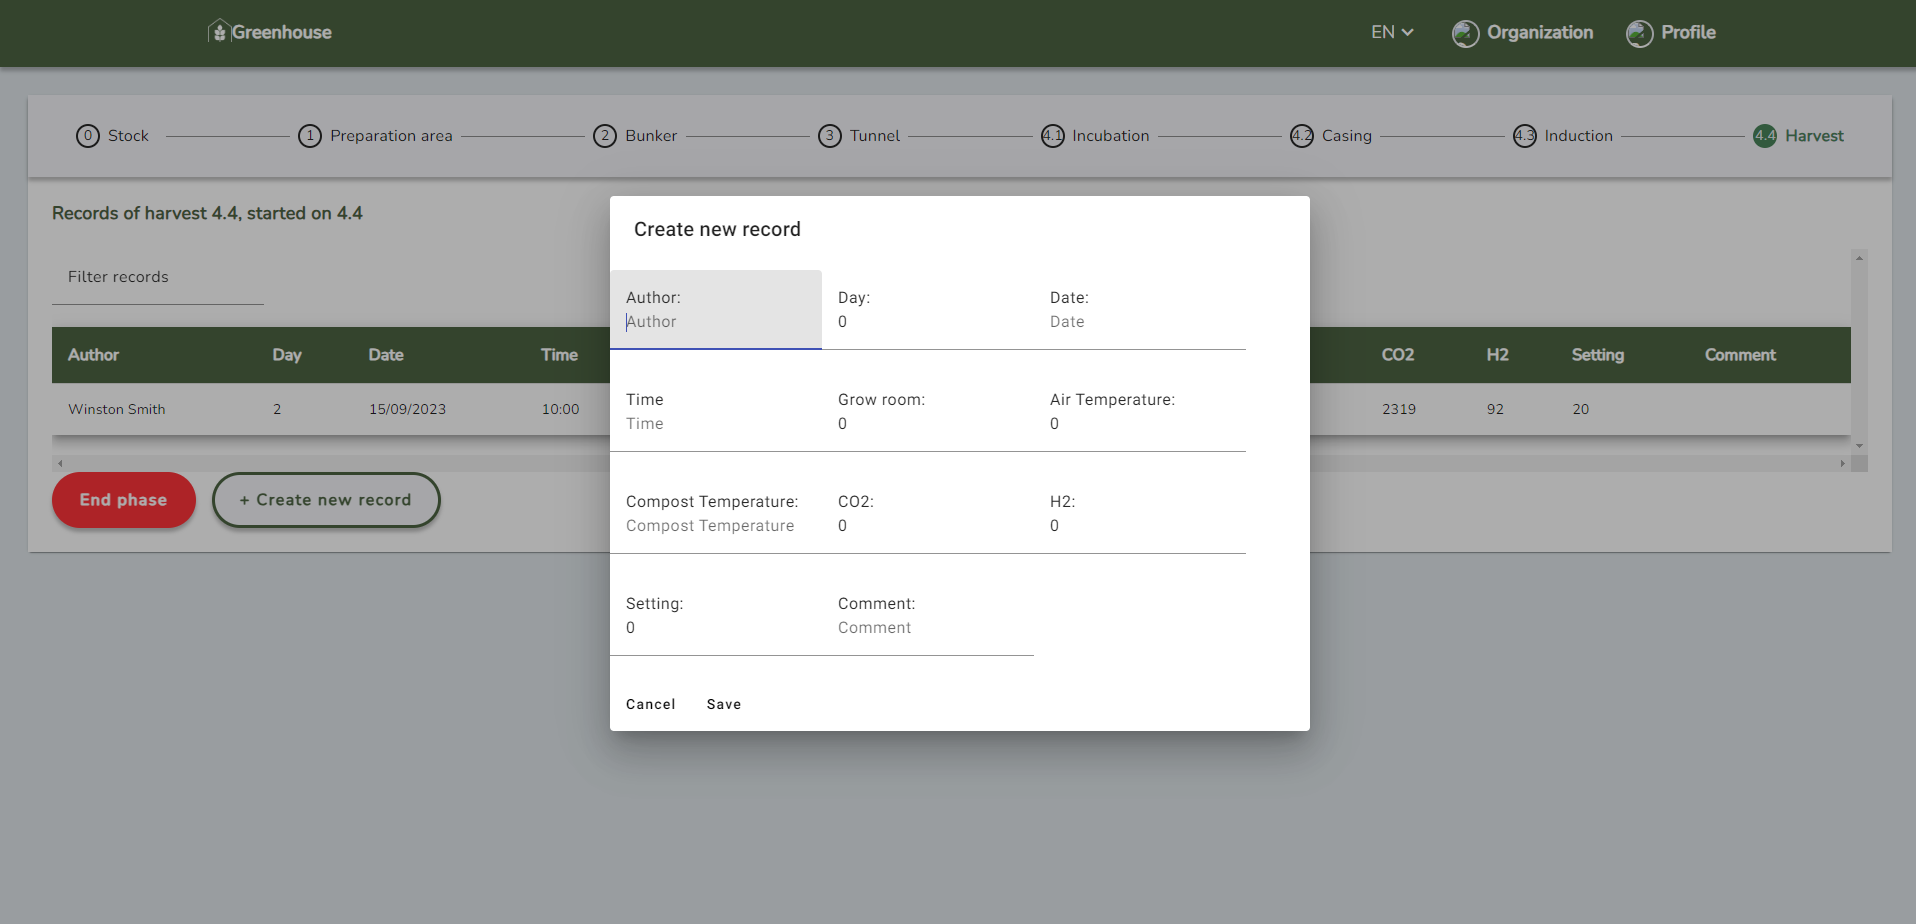 Greenhouse
EN
Organization
Profile
0 Stock
1 Preparation area
2 Bunker
3 Tunnel
4.1 Incubation
4.2 Casing
4.3 Induction
4.4 Harvest
Records of harvest 4.4, started on 4.4
Filter records
Author Day Date Time CO2 H2 Setting Comment
Winston Smith 2 15/09/2023 10:00 2319 92 20
End phase
+ Create new record
Create new record
Author: Day: Date:
Author 0 Date
Time Grow room: Air Temperature:
Time 0 0
Compost Temperature: CO2: H2:
Compost Temperature 0 0
Setting: Comment:
0 Comment
Cancel Save